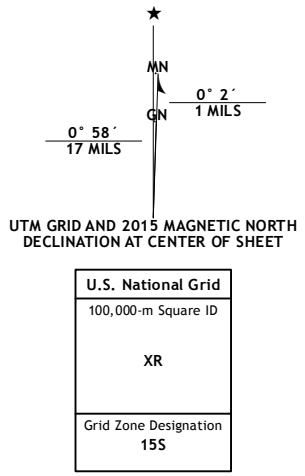 MN
0° 2´
1 MILS
GN
0° 58´
17 MILS
UTM GRID AND 2015 MAGNETIC NORTH
DECLINATION AT CENTER OF SHEET
U.S. National Grid
100,000-m Square ID
XR
Grid Zone Designation
15S